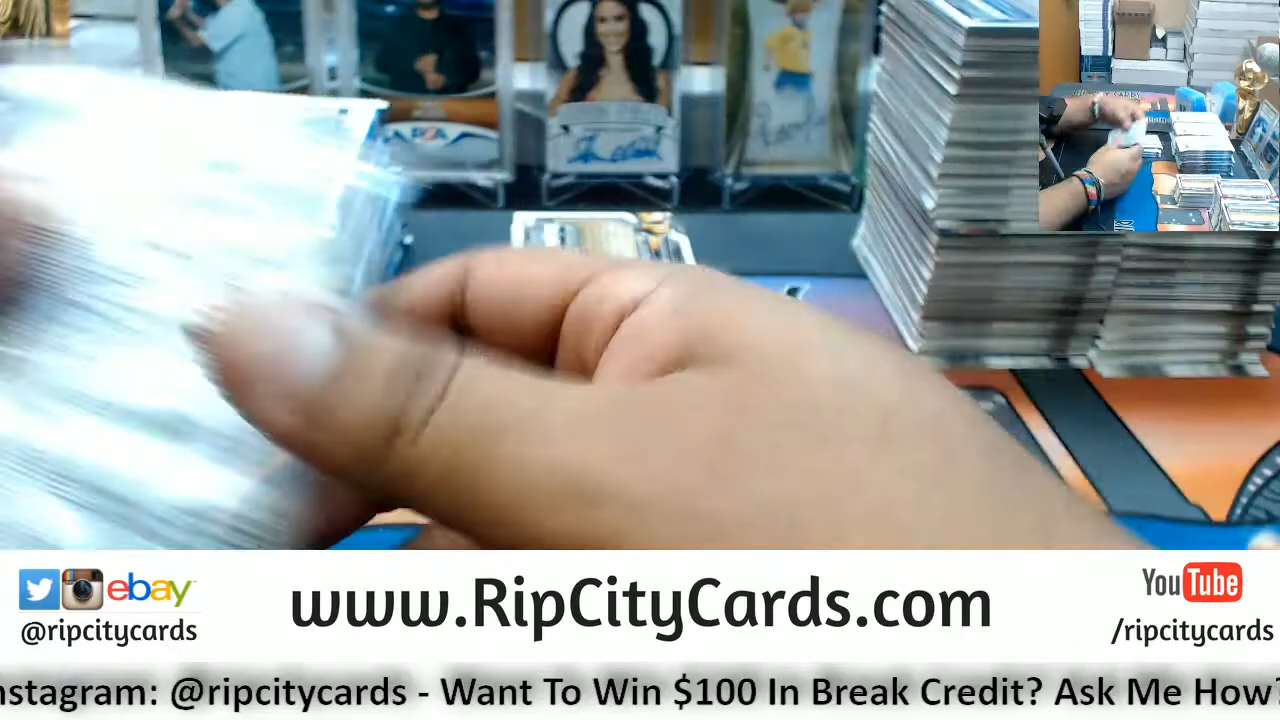 ebay
@ripcitycards
www.RipCityCards.com
YouTube
/ripcitycards
nstagram: @ripcitycards - Want To Win $100 In Break Credit? Ask Me How?